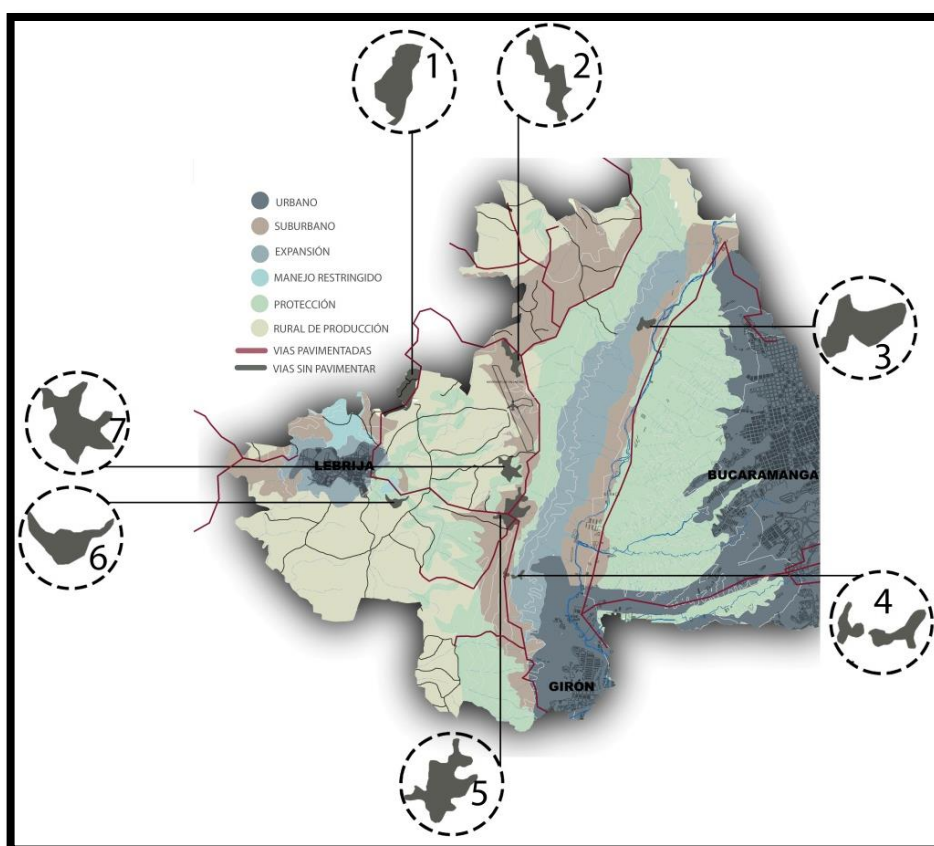 1
2
URBANO
SUBURBANO
EXPANSIÓN
MANEJO RESTRINGIDO
PROTECCIÓN
RURAL DE PRODUCCIÓN
VIAS PAVIMENTADAS
VIAS SIN PAVIMENTAR
3
7
LEBRIJA
BUCARAMANGA
6
4
GIRÓN
5